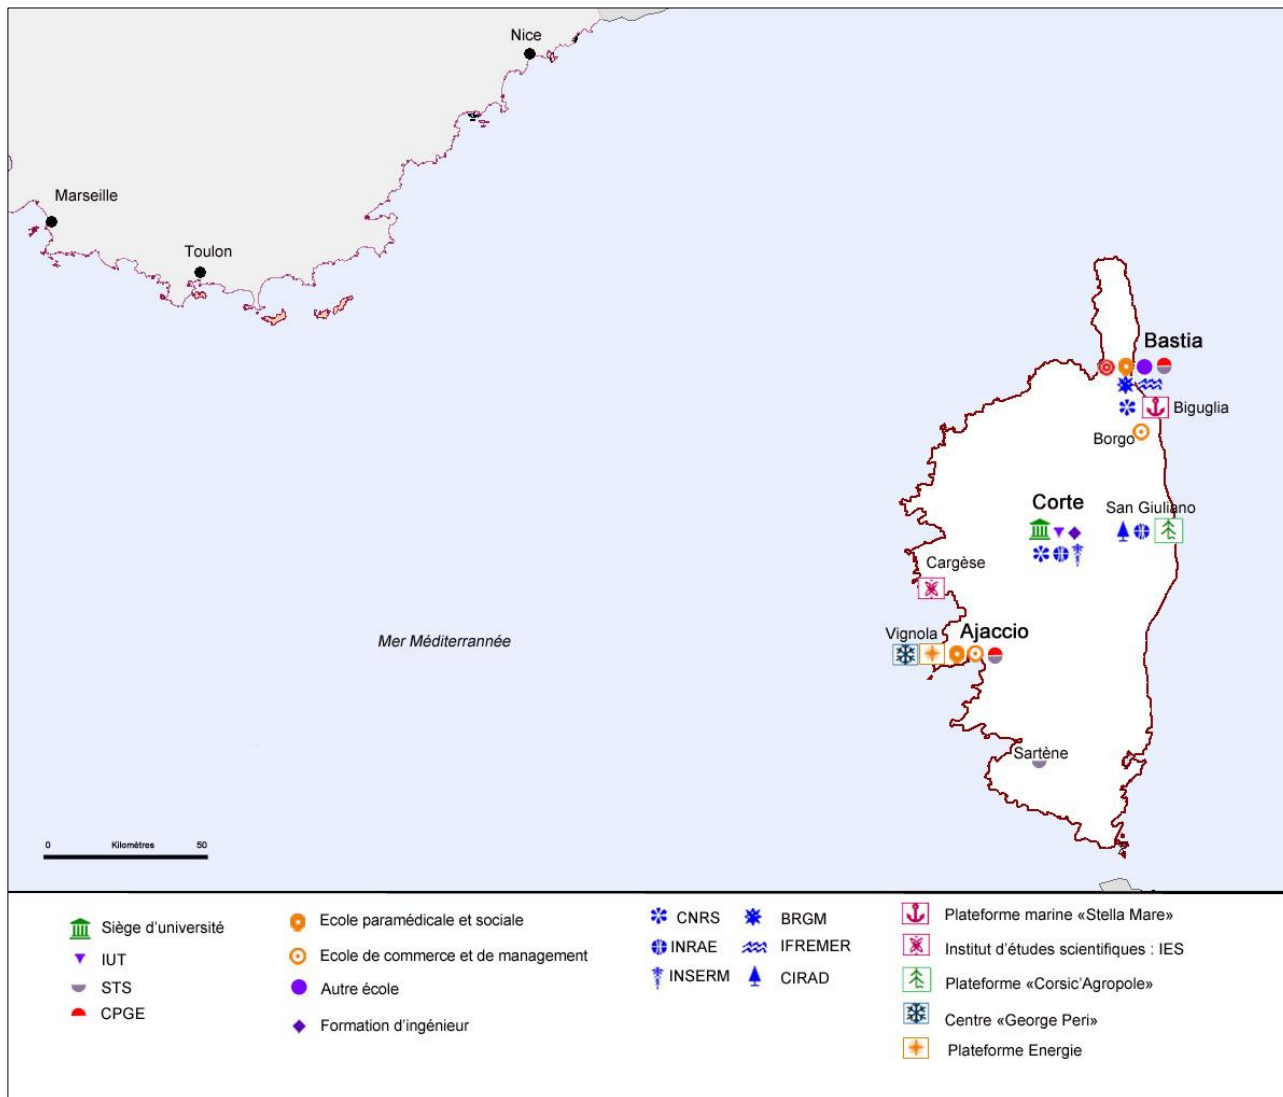 Nice
Marseille
Toulon
Bastia
Biguglia
Borgo
Corte
San Giuliano
Cargèse
Mer Méditerrannée
Vignola
Ajaccio
Sartène
0 Kilomètres 50
Siège d'université
IUT
STS
CPGE
Ecole paramédicale et sociale
Ecole de commerce et de management
Autre école
Formation d'ingénieur
CNRS
INRAE
INSERM
BRGM
IFREMER
CIRAD
Plateforme marine «Stella Mare»
Institut d'études scientifiques : IES
Plateforme «Corsic'Agropole»
Centre «George Peri»
Plateforme Energie